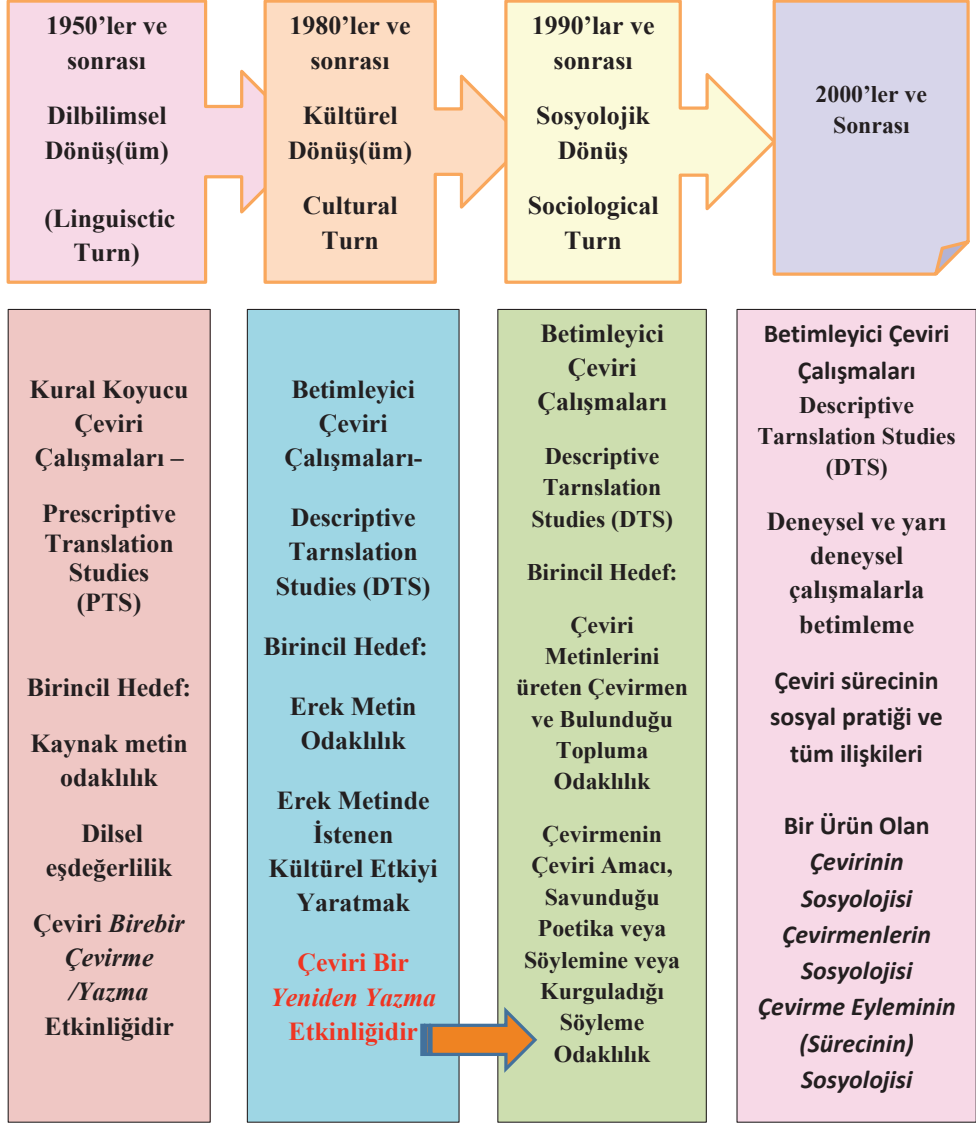 1950’ler ve
sonrası
Dilbilimsel
Dönüş(üm)
(Linguisctic
Turn)
1980’ler ve
sonrası
Kültürel
Dönüş(üm)
Cultural
Turn
1990’lar ve
sonrası
Sosyolojik
Dönüş
Sociological
Turn
2000’ler ve
Sonrası
Kural Koyucu
Çeviri
Çalışmaları –
Prescriptive
Translation
Studies
(PTS)
Birincil Hedef:
Kaynak metin
odaklılık
Dilsel
eşdeğerlilik
Çeviri Birebir
Çevirme
/Yazma
Etkinliğidir
Betimleyici
Çeviri
Çalışmaları-
Descriptive
Tarnslation
Studies (DTS)
Birincil Hedef:
Erek Metin
Odaklılık
Erek Metinde
İstenen
Kültürel Etkiyi
Yaratmak
Çeviri Bir
Yeniden Yazma
Etkinliğidir
Betimleyici
Çeviri
Çalışmaları
Descriptive
Tarnslation
Studies (DTS)
Birincil Hedef:
Çeviri
Metinlerini
üreten Çevirmen
ve Bulunduğu
Topluma
Odaklılık
Çevirmenin
Çeviri Amacı,
Savunduğu
Poetika veya
Söylemine veya
Kurguladığı
Söyleme
Odaklılık
Betimleyici Çeviri
Çalışmaları
Descriptive
Tarnslation Studies
(DTS)
Deneysel ve yarı
deneysel
çalışmalarla
betimleme
Çeviri sürecinin
sosyal pratiği ve
tüm ilişkileri
Bir Ürün Olan
Çevirinin
Sosyolojisi
Çevirmenlerin
Sosyolojisi
Çevirme Eyleminin
(Sürecinin)
Sosyolojisi